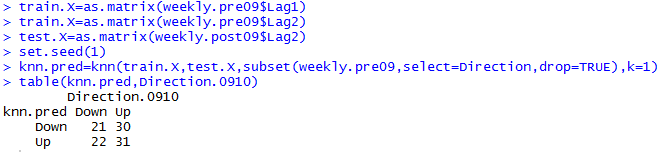 > train.X=as.matrix(weekly.pre09$Lag1)
> train.X=as.matrix(weekly.pre09$Lag2)
> test.X=as.matrix(weekly.post09$Lag2)
> set.seed(1)
> knn.pred=knn(train.X,test.X,subset(weekly.pre09,select=Direction,drop=TRUE),k=1)
> table(knn.pred,Direction.0910)
        Direction.0910
knn.pred Down Up
    Down   21 30
    Up     22 31